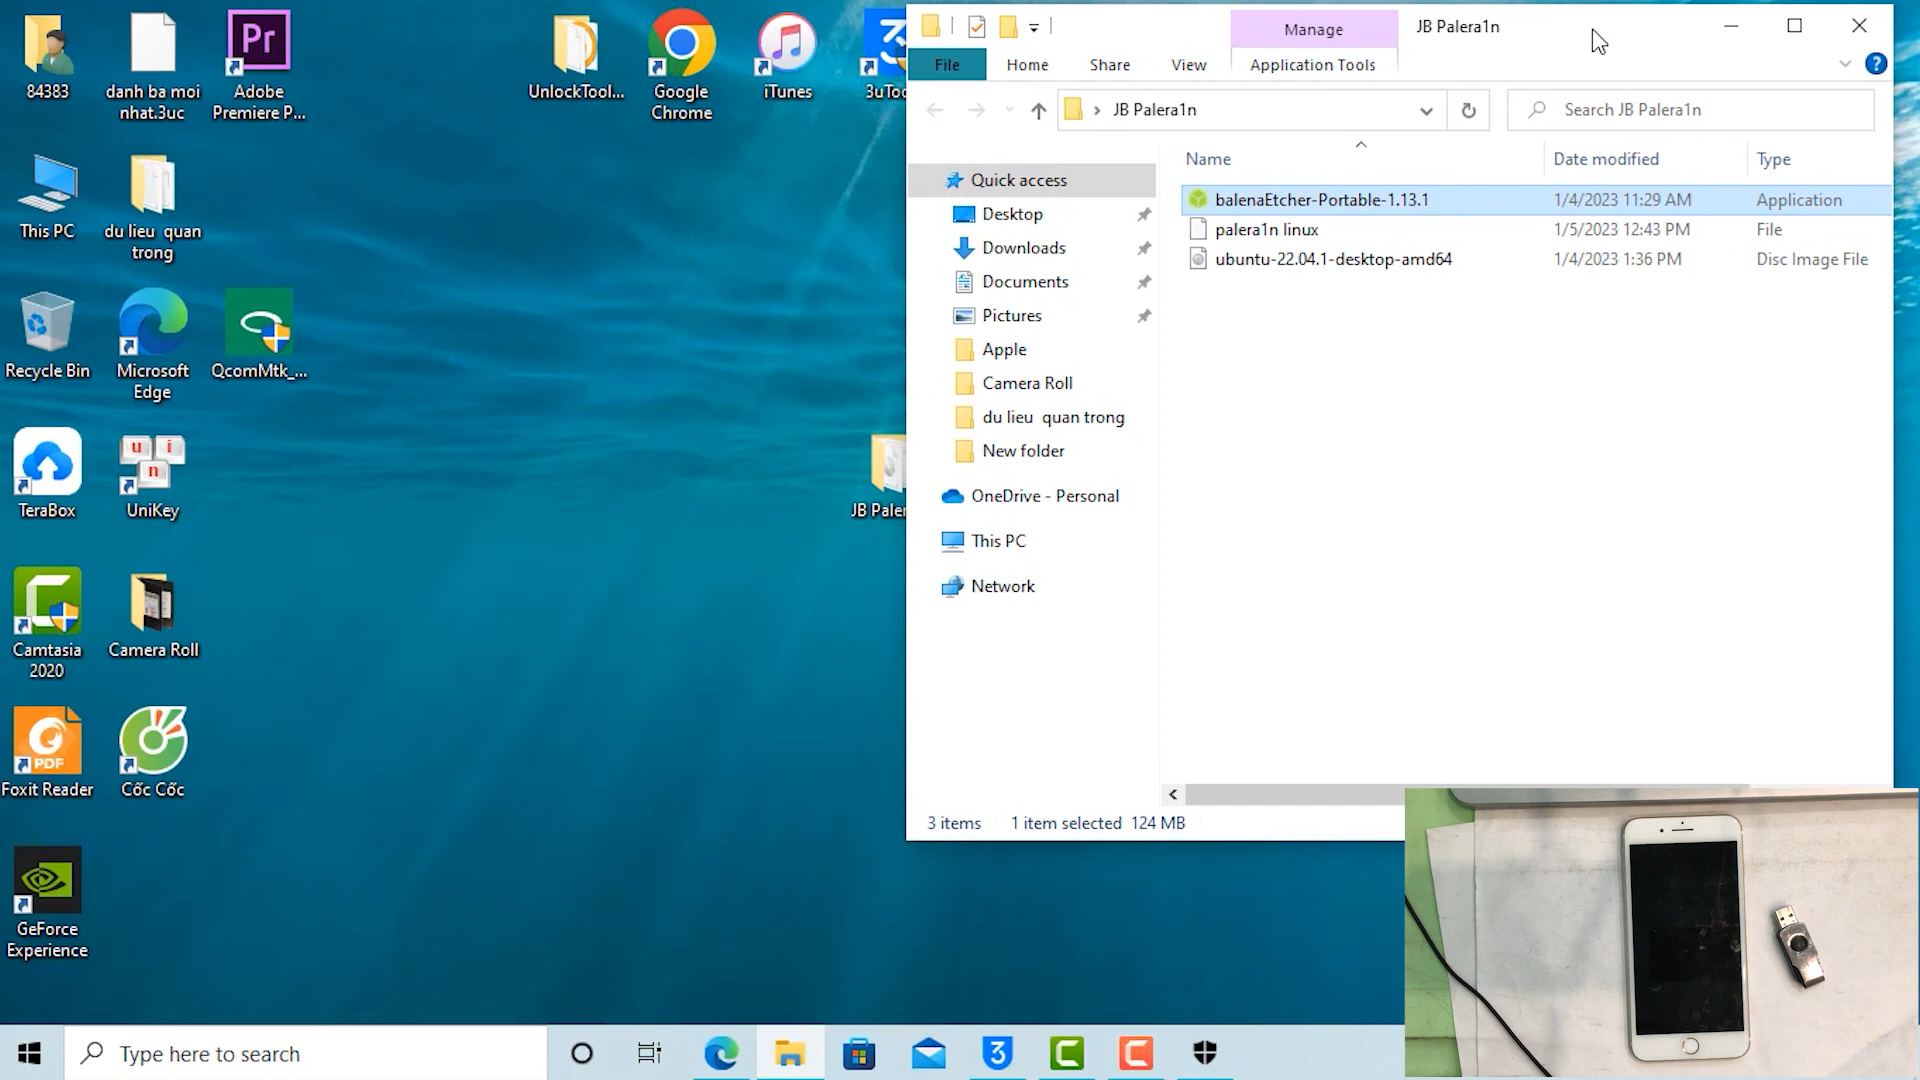 84383
danh ba moi
nhat.3uc
Pr
Adobe
Premiere P...
UnlockTool...
Google
Chrome
iTunes
3uToo
This PC
du lieu  quan
trong
Recycle Bin
Microsoft
Edge
QcomMtk_...
TeraBox
u i
n
UniKey
JB Paler
Camtasia
2020
Camera Roll
PDF
Foxit Reader
Cốc Cốc
GeForce
Experience
Manage
JB Palera1n
File
Home
Share
View
Application Tools
JB Palera1n
Search JB Palera1n
Name
Date modified
Type
Quick access
Desktop
Downloads
Documents
Pictures
Apple
Camera Roll
du lieu  quan trong
New folder
OneDrive - Personal
This PC
Network
balenaEtcher-Portable-1.13.1
1/4/2023 11:29 AM
Application
palera1n linux
1/5/2023 12:43 PM
File
ubuntu-22.04.1-desktop-amd64
1/4/2023 1:36 PM
Disc Image File
3 items
1 item selected  124 MB
Type here to search
3